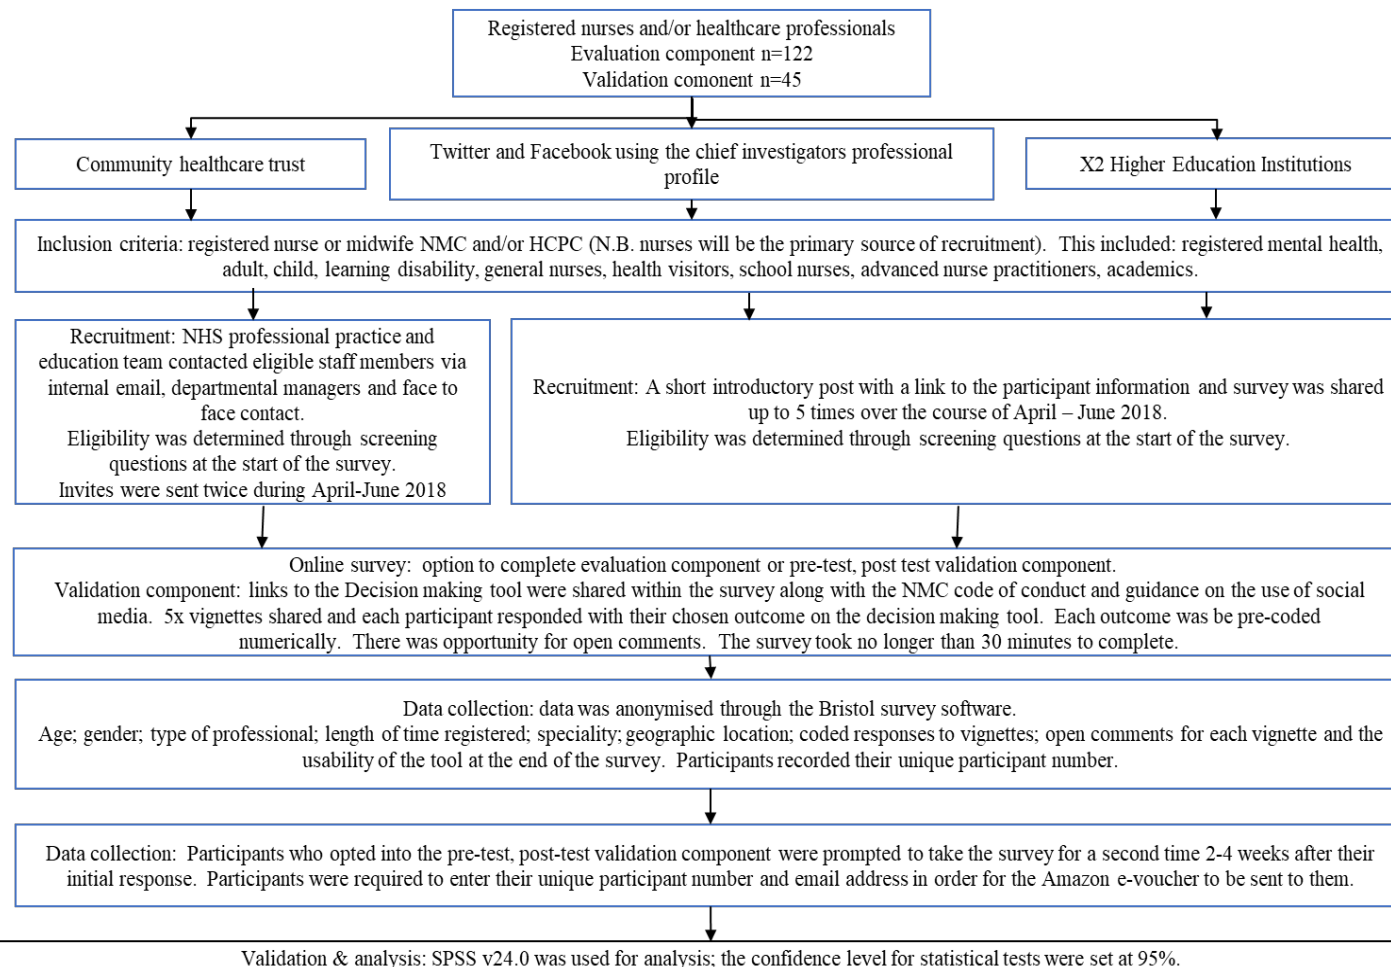 Registered nurses and/or healthcare professionals
Evaluation component n=122
Validation comonent n=45
Community healthcare trust
Twitter and Facebook using the chief investigators professional
profile
X2 Higher Education Institutions
Inclusion criteria: registered nurse or midwife NMC and/or HCPC (N.B. nurses will be the primary source of recruitment). This included: registered mental health,
adult, child, learning disability, general nurses, health visitors, school nurses, advanced nurse practitioners, academics.
Recruitment: NHS professional practice and
education team contacted eligible staff members via
internal email, departmental managers and face to
face contact.
Eligibility was determined through screening
questions at the start of the survey.
Invites were sent twice during April-June 2018
Recruitment: A short introductory post with a link to the participant information and survey was shared
up to 5 times over the course of April – June 2018.
Eligibility was determined through screening questions at the start of the survey.
Online survey: option to complete evaluation component or pre-test, post test validation component.
Validation component: links to the Decision making tool were shared within the survey along with the NMC code of conduct and guidance on the use of social
media. 5x vignettes shared and each participant responded with their chosen outcome on the decision making tool. Each outcome was be pre-coded
numerically. There was opportunity for open comments. The survey took no longer than 30 minutes to complete.
Data collection: data was anonymised through the Bristol survey software.
Age; gender; type of professional; length of time registered; speciality; geographic location; coded responses to vignettes; open comments for each vignette and the
usability of the tool at the end of the survey. Participants recorded their unique participant number.
Data collection: Participants who opted into the pre-test, post-test validation component were prompted to take the survey for a second time 2-4 weeks after their
initial response. Participants were required to enter their unique participant number and email address in order for the Amazon e-voucher to be sent to them.
Validation & analysis: SPSS v24.0 was used for analysis; the confidence level for statistical tests were set at 95%.